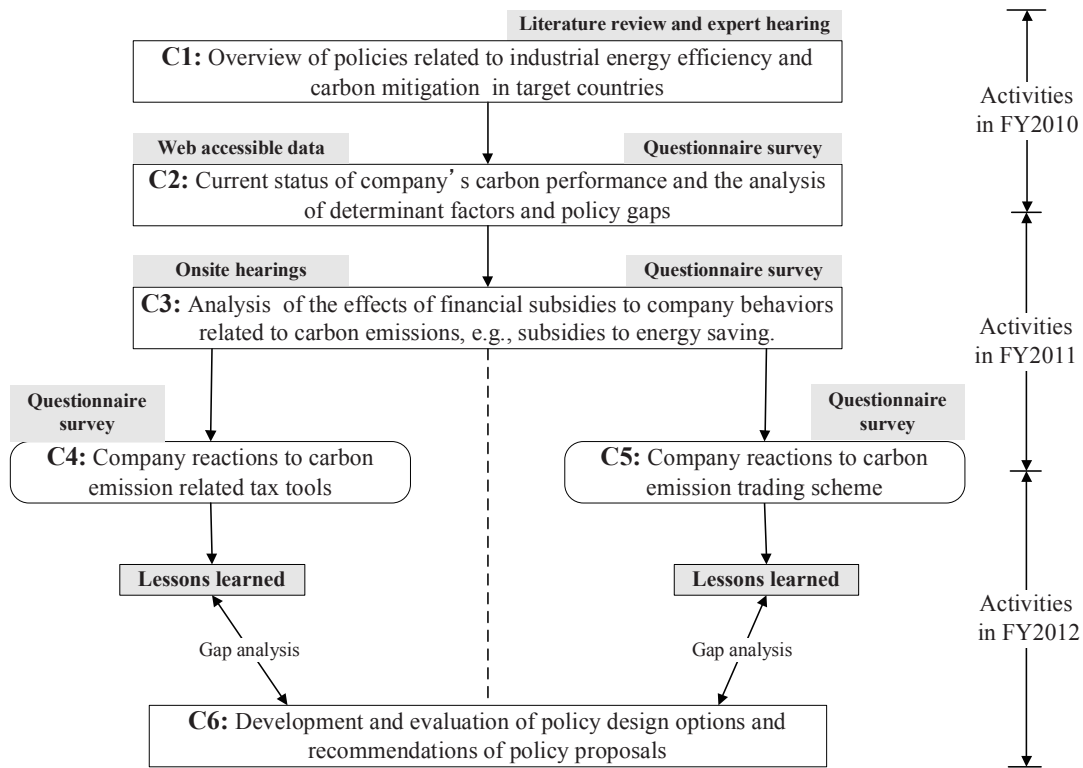 Literature review and expert hearing
C1: Overview of policies related to industrial energy efficiency and
carbon mitigation in target countries
Activities
in FY2010
Web accessible data
Questionnaire survey
C2: Current status of company’s carbon performance and the analysis
of determinant factors and policy gaps
Onsite hearings
Questionnaire survey
C3: Analysis of the effects of financial subsidies to company behaviors
related to carbon emissions, e.g., subsidies to energy saving.
Activities
in FY2011
Questionnaire
survey
Questionnaire
survey
C4: Company reactions to carbon
emission related tax tools
C5: Company reactions to carbon
emission trading scheme
Lessons learned
Lessons learned
Activities
in FY2012
Gap analysis
Gap analysis
C6: Development and evaluation of policy design options and
recommendations of policy proposals